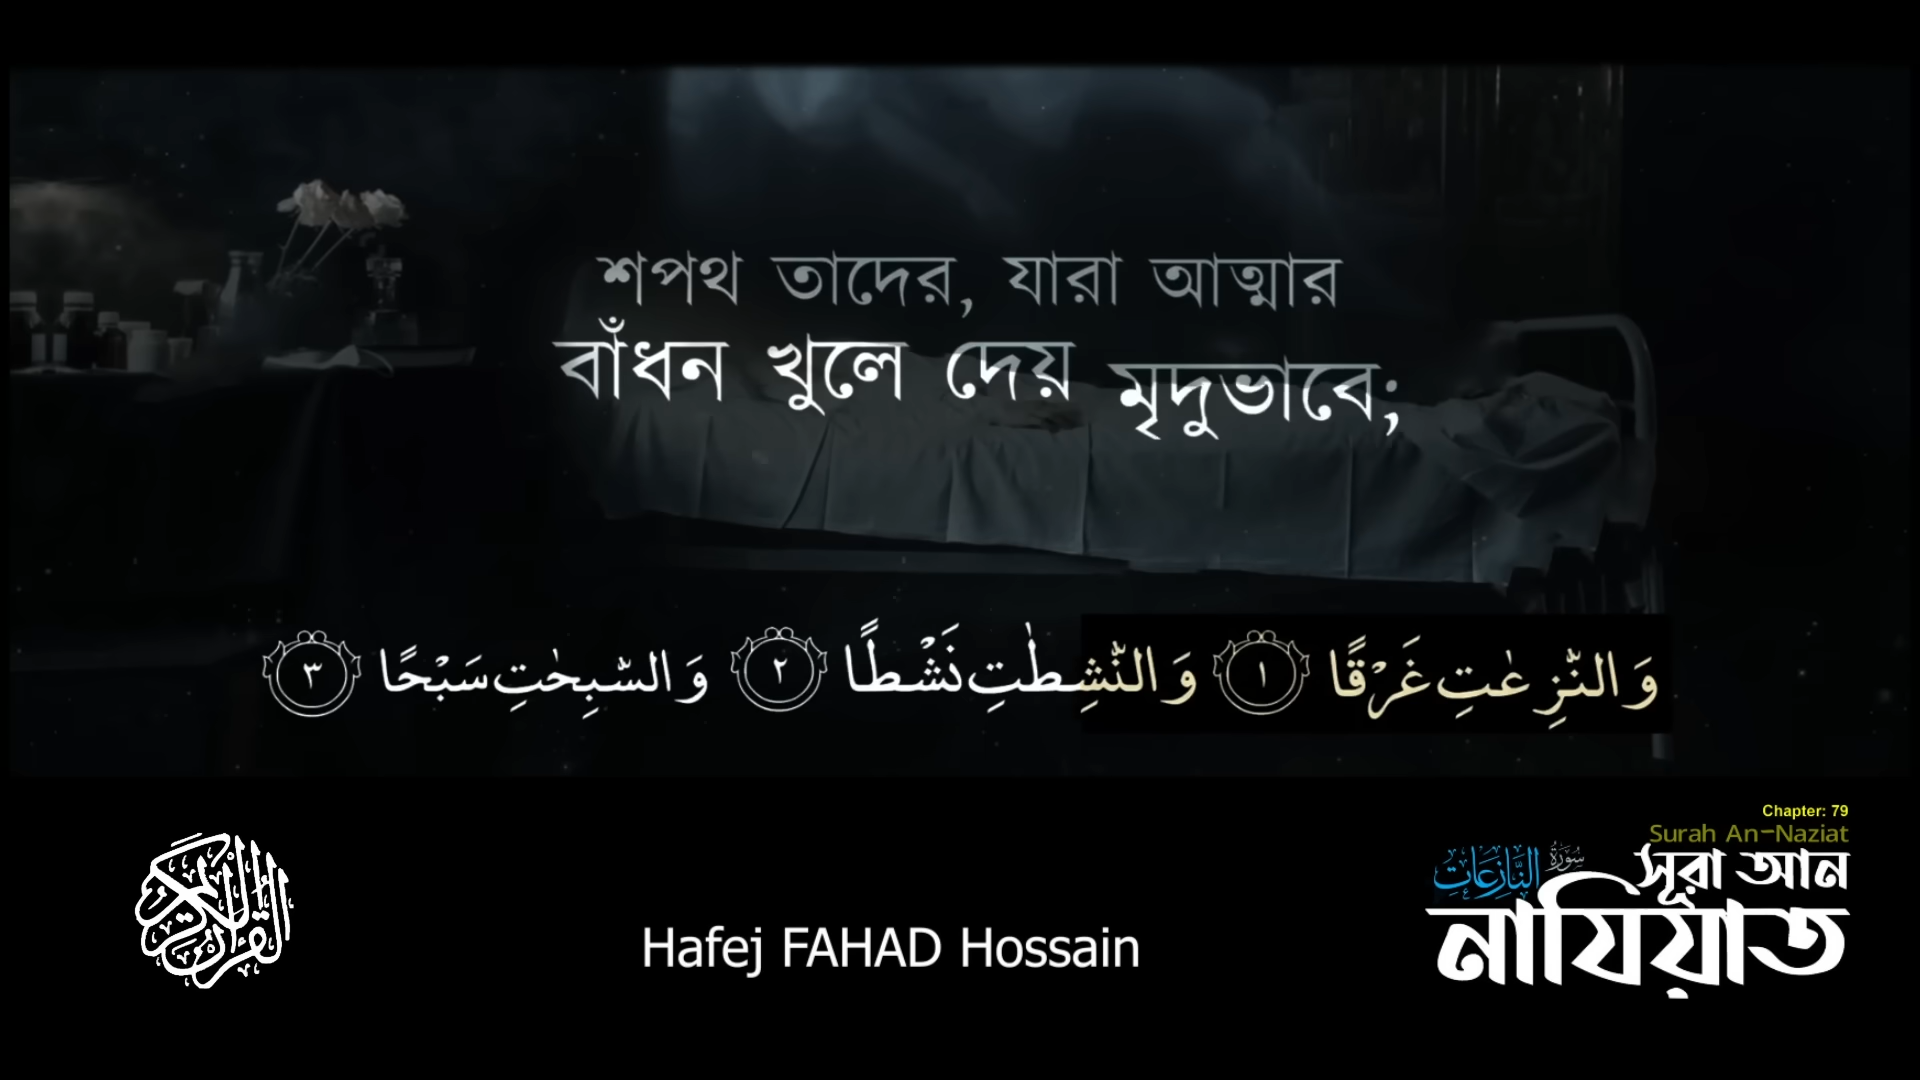 শপথ তাদের, যারা আত্মার
বাঁধন খুলে দেয় মৃদুভাবে;
وَالنّٰزِعٰتِ غَرْقًا ١ وَالنّٰشِطٰتِ نَشْطًا ٢ وَالسّٰبِحٰتِ سَبْحًا ٣
القرآن الكريم
Hafej FAHAD Hossain
Chapter: 79
Surah An-Naziat
سُورَةُ النَّازِعَاتِ
সূরা আন
নাযিয়াত